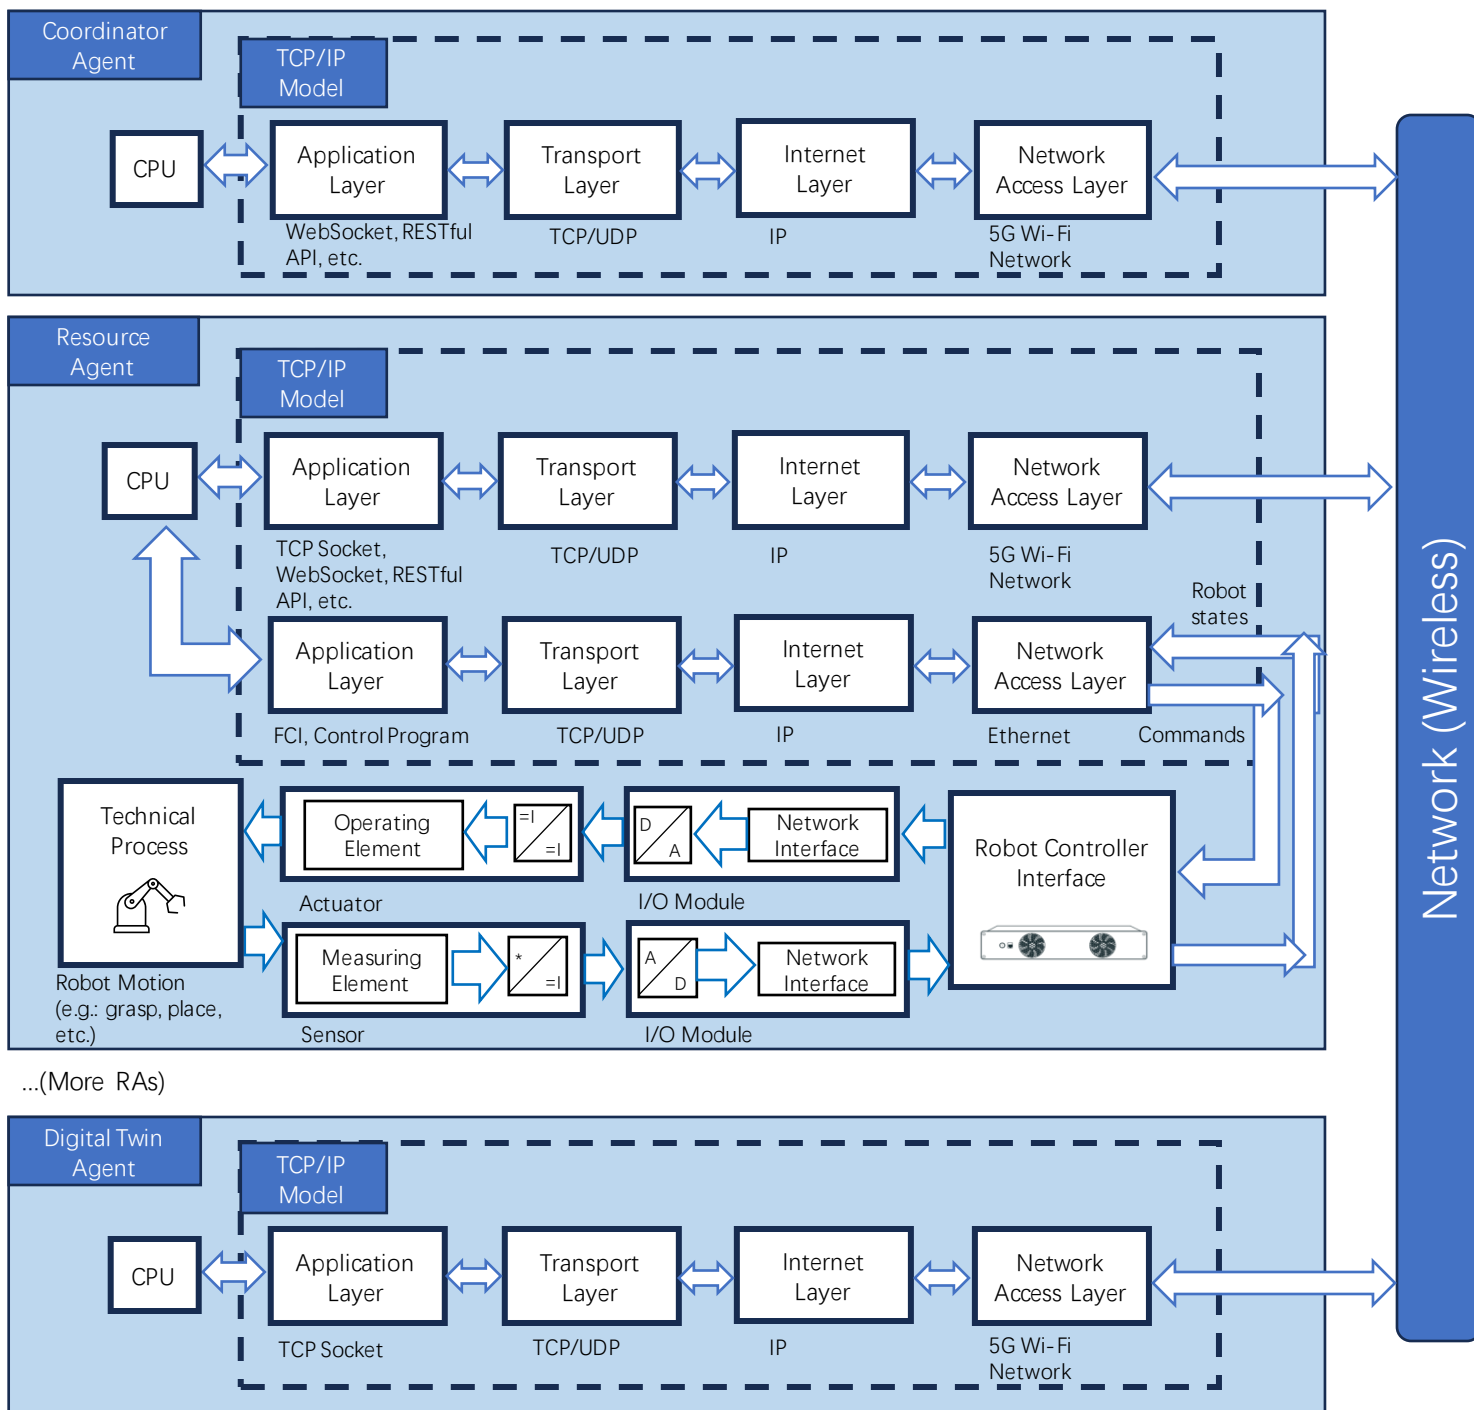 Coordinator
Agent
TCP/IP
Model
CPU
Application
Layer
Transport
Layer
Internet
Layer
Network
Access Layer
WebSocket, RESTful
API, etc.
TCP/UDP
IP
5G Wi-Fi
Network
Resource
Agent
TCP/IP
Model
CPU
Application
Layer
Transport
Layer
Internet
Layer
Network
Access Layer
TCP Socket,
WebSocket, RESTful
API, etc.
TCP/UDP
IP
5G Wi-Fi
Network
Robot
states
Application
Layer
Transport
Layer
Internet
Layer
Network
Access Layer
FCI, Control Program
TCP/UDP
IP
Ethernet
Commands
Technical
Process
Operating
Element
=I
=I
D
A
Network
Interface
Robot Controller
Interface
Actuator
I/O Module
Measuring
Element
*
=I
A
D
Network
Interface
Robot Motion
(e.g.: grasp, place,
etc.)
Sensor
I/O Module
...(More RAs)
Digital Twin
Agent
TCP/IP
Model
CPU
Application
Layer
Transport
Layer
Internet
Layer
Network
Access Layer
TCP Socket
TCP/UDP
IP
5G Wi-Fi
Network
Network (Wireless)